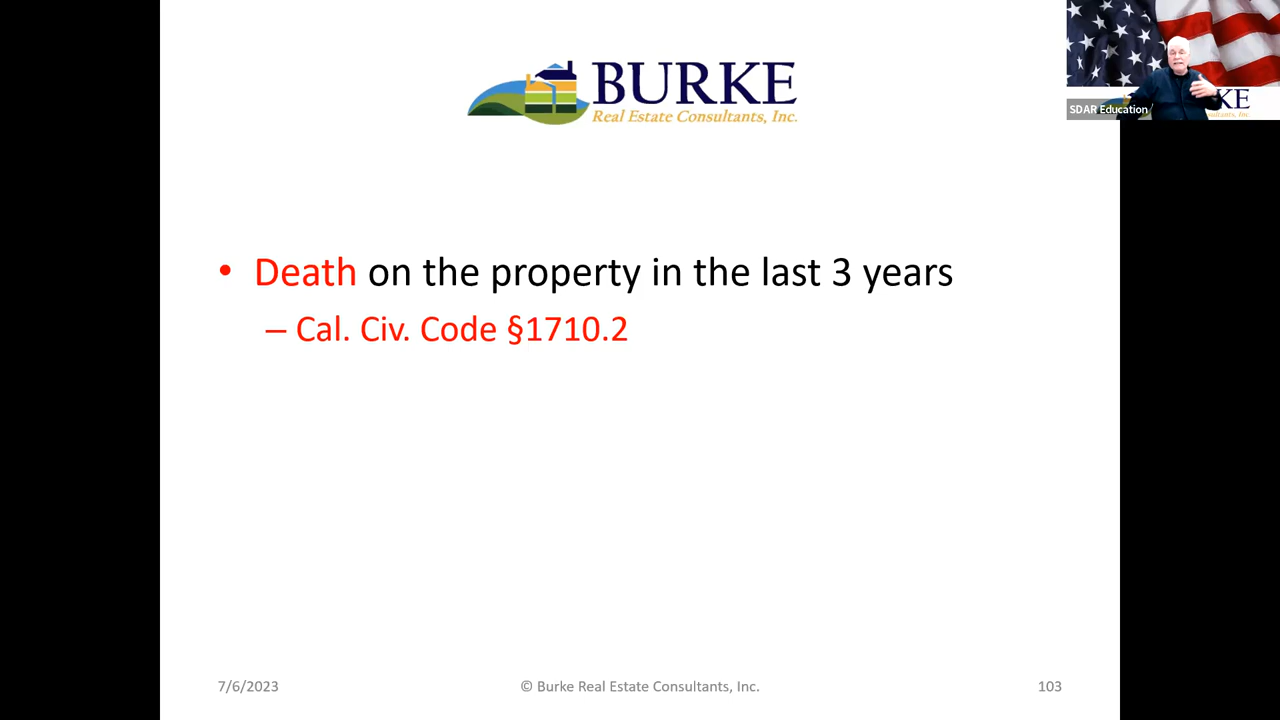 BURKE
Real Estate Consultants, Inc.
SDAR Education
KE
• Death on the property in the last 3 years
– Cal. Civ. Code §1710.2
7/6/2023
© Burke Real Estate Consultants, Inc.
103